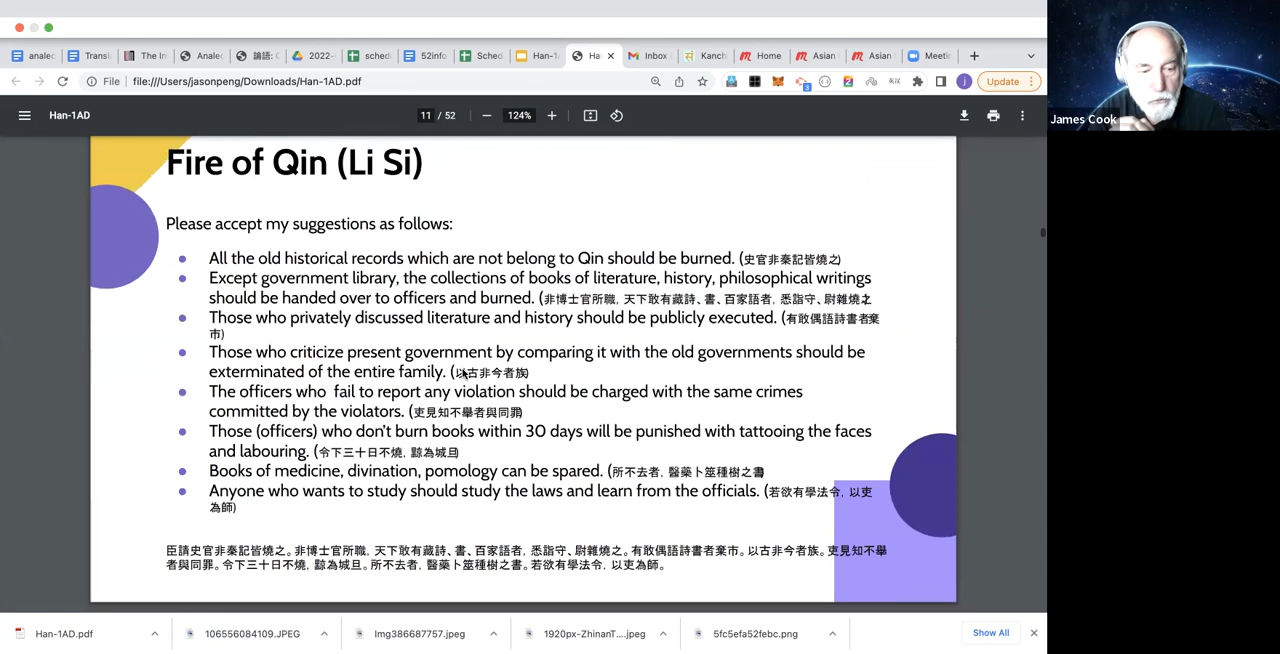 analec
Transl
The In
Analec
論語:
2022-
sched
52info
Sched
Han-1
Ha
Inbox
Kanch
Home
Asian
Asian
Meetin
File
file:///Users/jasonpeng/Downloads/Han-1AD.pdf
Update
Han-1AD
11 / 52
124%
James Cook
Fire of Qin (Li Si)
Please accept my suggestions as follows:
All the old historical records which are not belong to Qin should be burned. (史官非秦記皆燒之)
Except government library, the collections of books of literature, history, philosophical writings
should be handed over to officers and burned. (非博士官所職, 天下敢有藏詩、書、百家語者, 悉詣守、尉雜燒之
Those who privately discussed literature and history should be publicly executed. (有敢偶語詩書者棄
市)
Those who criticize present government by comparing it with the old governments should be
exterminated of the entire family. (以古非今者族)
The officers who fail to report any violation should be charged with the same crimes
committed by the violators. (吏見知不舉者與同罪)
Those (officers) who don't burn books within 30 days will be punished with tattooing the faces
and labouring. (令下三十日不燒, 黥為城旦)
Books of medicine, divination, pomology can be spared. (所不去者, 醫藥卜筮種樹之書)
Anyone who wants to study should study the laws and learn from the officials. (若欲有學法令, 以吏
為師)
臣請史官非秦記皆燒之。非博士官所職, 天下敢有藏詩、書、百家語者, 悉詣守、尉雜燒之。有敢偶語詩書者棄市。以古非今者族。吏見知不舉
者與同罪。令下三十日不燒, 黥為城旦。所不去者, 醫藥卜筮種樹之書。若欲有學法令, 以吏為師。
Han-1AD.pdf
106556084109.JPEG
Img386687757.jpeg
1920px-ZhinanT....jpeg
5fc5efa52febc.png
Show All